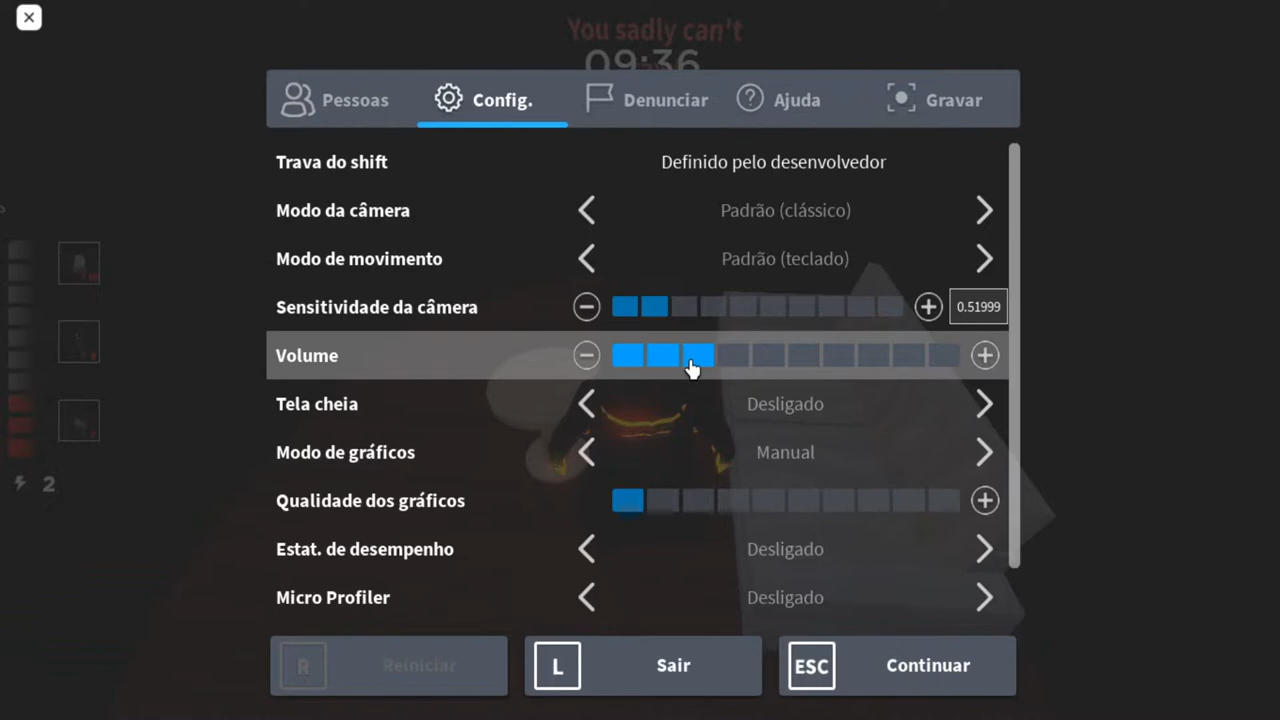 You sadly can't
09:36
Pessoas Config. Denunciar Ajuda Gravar
Trava do shift Definido pelo desenvolvedor
Modo da câmera Padrão (clássico)
Modo de movimento Padrão (teclado)
Sensitividade da câmera 0.51999
Volume
Tela cheia Desligado
Modo de gráficos Manual
Qualidade dos gráficos
Estat. de desempenho Desligado
Micro Profiler Desligado
2
R Reiniciar L Sair ESC Continuar